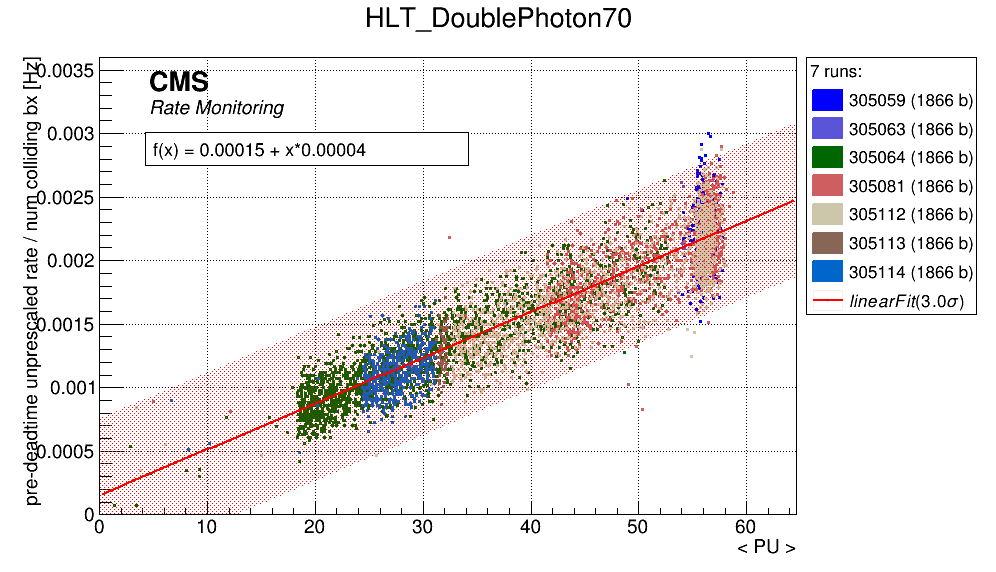 HLT_DoublePhoton70
pre-deadtime unprescaled rate / num colliding bx [Hz]
CMS
Rate Monitoring
f(x) = 0.00015 + x*0.00004
0.0035
0.003
0.0025
0.002
0.0015
0.001
0.0005
0
0 10 20 30 40 50 60
< PU >
7 runs:
305059 (1866 b)
305063 (1866 b)
305064 (1866 b)
305081 (1866 b)
305112 (1866 b)
305113 (1866 b)
305114 (1866 b)
linearFit(3.0σ)